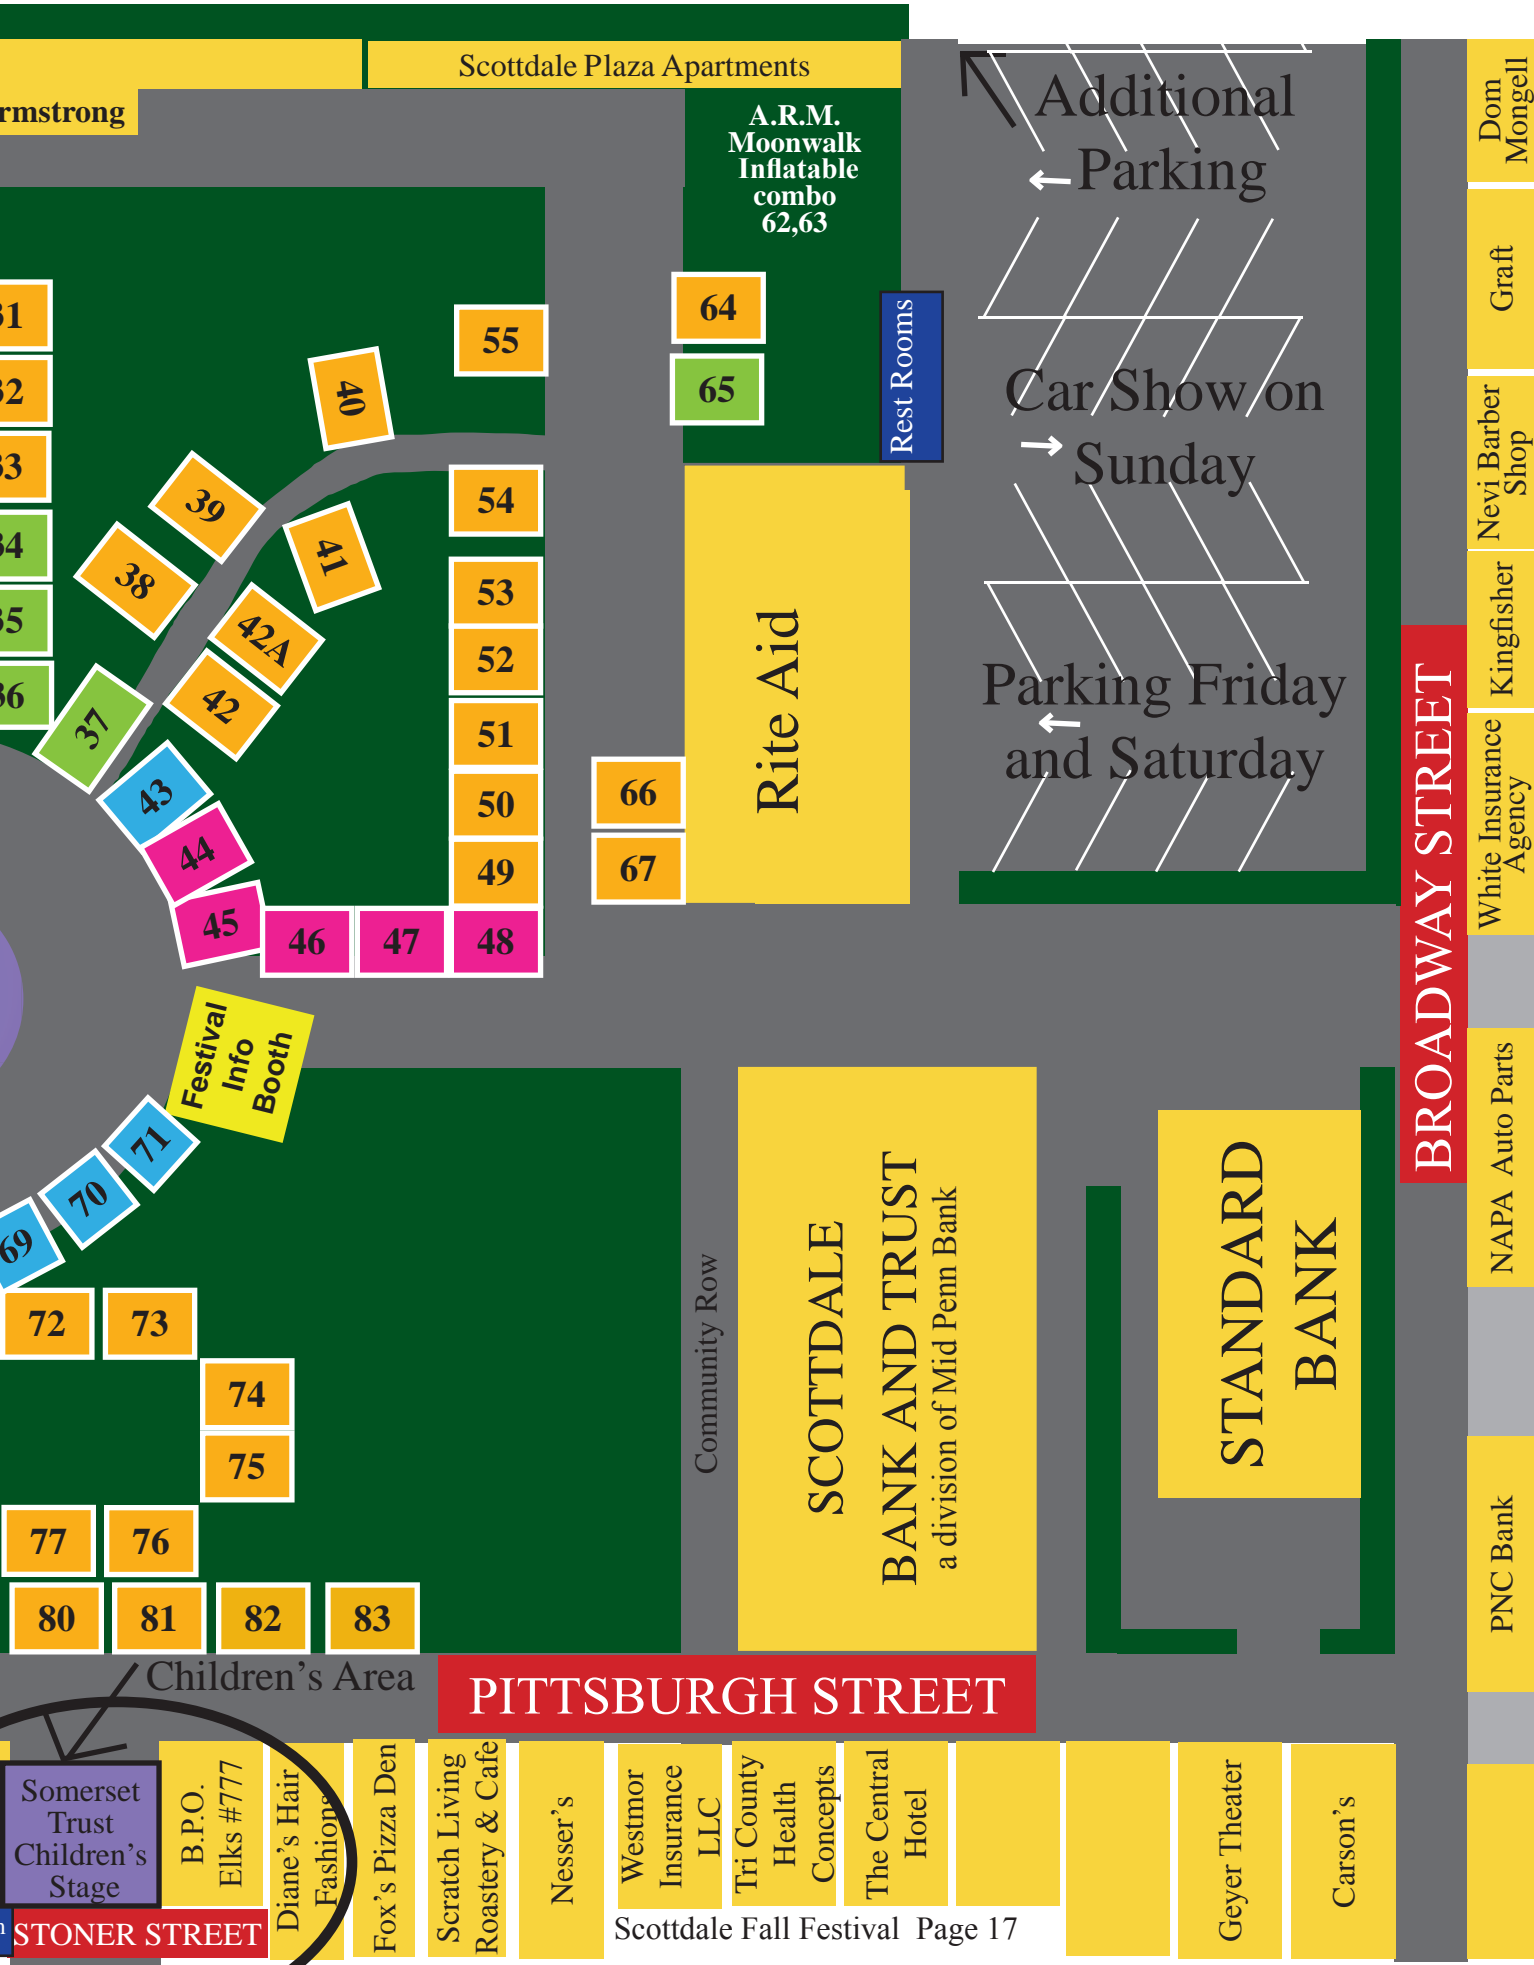 Scottdale Plaza Apartments
rmstrong
A.R.M.
Moonwalk
Inflatable
combo
62,63
Additional
Parking
Car Show on
Sunday
Parking Friday
and Saturday
Rest Rooms
Rite Aid
31
32
33
34
35
36
37
38
39
40
41
42A
42
43
44
45
46
47
48
49
50
51
52
53
54
55
64
65
66
67
Festival
Info
Booth
71
70
69
72
73
74
75
77
76
80
81
82
83
Community Row
SCOTTDALE
BANK AND TRUST
a division of Mid Penn Bank
STANDARD
BANK
BROADWAY STREET
Dom
Mongell
Graft
Nevi Barber
Shop
Kingfisher
White Insurance
Agency
NAPA Auto Parts
PNC Bank
Children's Area
PITTSBURGH STREET
Somerset
Trust
Children's
Stage
STONER STREET
B.P.O.
Elks #777
Diane's Hair
Fashions
Fox's Pizza Den
Scratch Living
Roastery & Cafe
Nesser's
Westmor
Insurance
LLC
Tri County
Health
Concepts
The Central
Hotel
Geyer Theater
Carson's
Scottdale Fall Festival Page 17